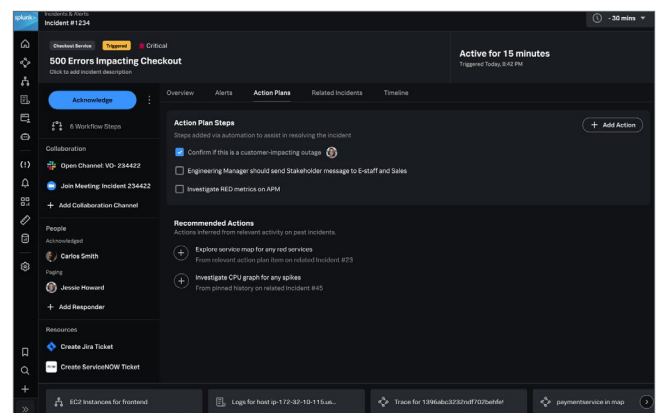 splunk>
Incidents & Alerts
Incident #1234
-30 mins
Checkout Service
Triggered
Critical
500 Errors Impacting Checkout
Click to add incident description
Active for 15 minutes
Triggered Today, 8:42 PM
Acknowledge
6 Workflow Steps
Collaboration
Open Channel: VO- 234422
Join Meeting: Incident 234422
+ Add Collaboration Channel
People
Acknowledged
Carlos Smith
Paging
Jessie Howard
+ Add Responder
Resources
Create Jira Ticket
Create ServiceNOW Ticket
Overview
Alerts
Action Plans
Related Incidents
Timeline
Action Plan Steps
Steps added via automation to assist in resolving the incident
+ Add Action
Confirm if this is a customer-impacting outage
Engineering Manager should send Stakeholder message to E-staff and Sales
Investigate RED metrics on APM
Recommended Actions
Actions inferred from relevant activity on past incidents.
Explore service map for any red services
From relevant action plan item on related Incident #23
Investigate CPU graph for any spikes
From pinned history on related Incident #45
EC2 Instances for frontend
Logs for host ip-172-32-10-115.us...
Trace for 1396abc3232ndf702behfe!
paymentservice in map